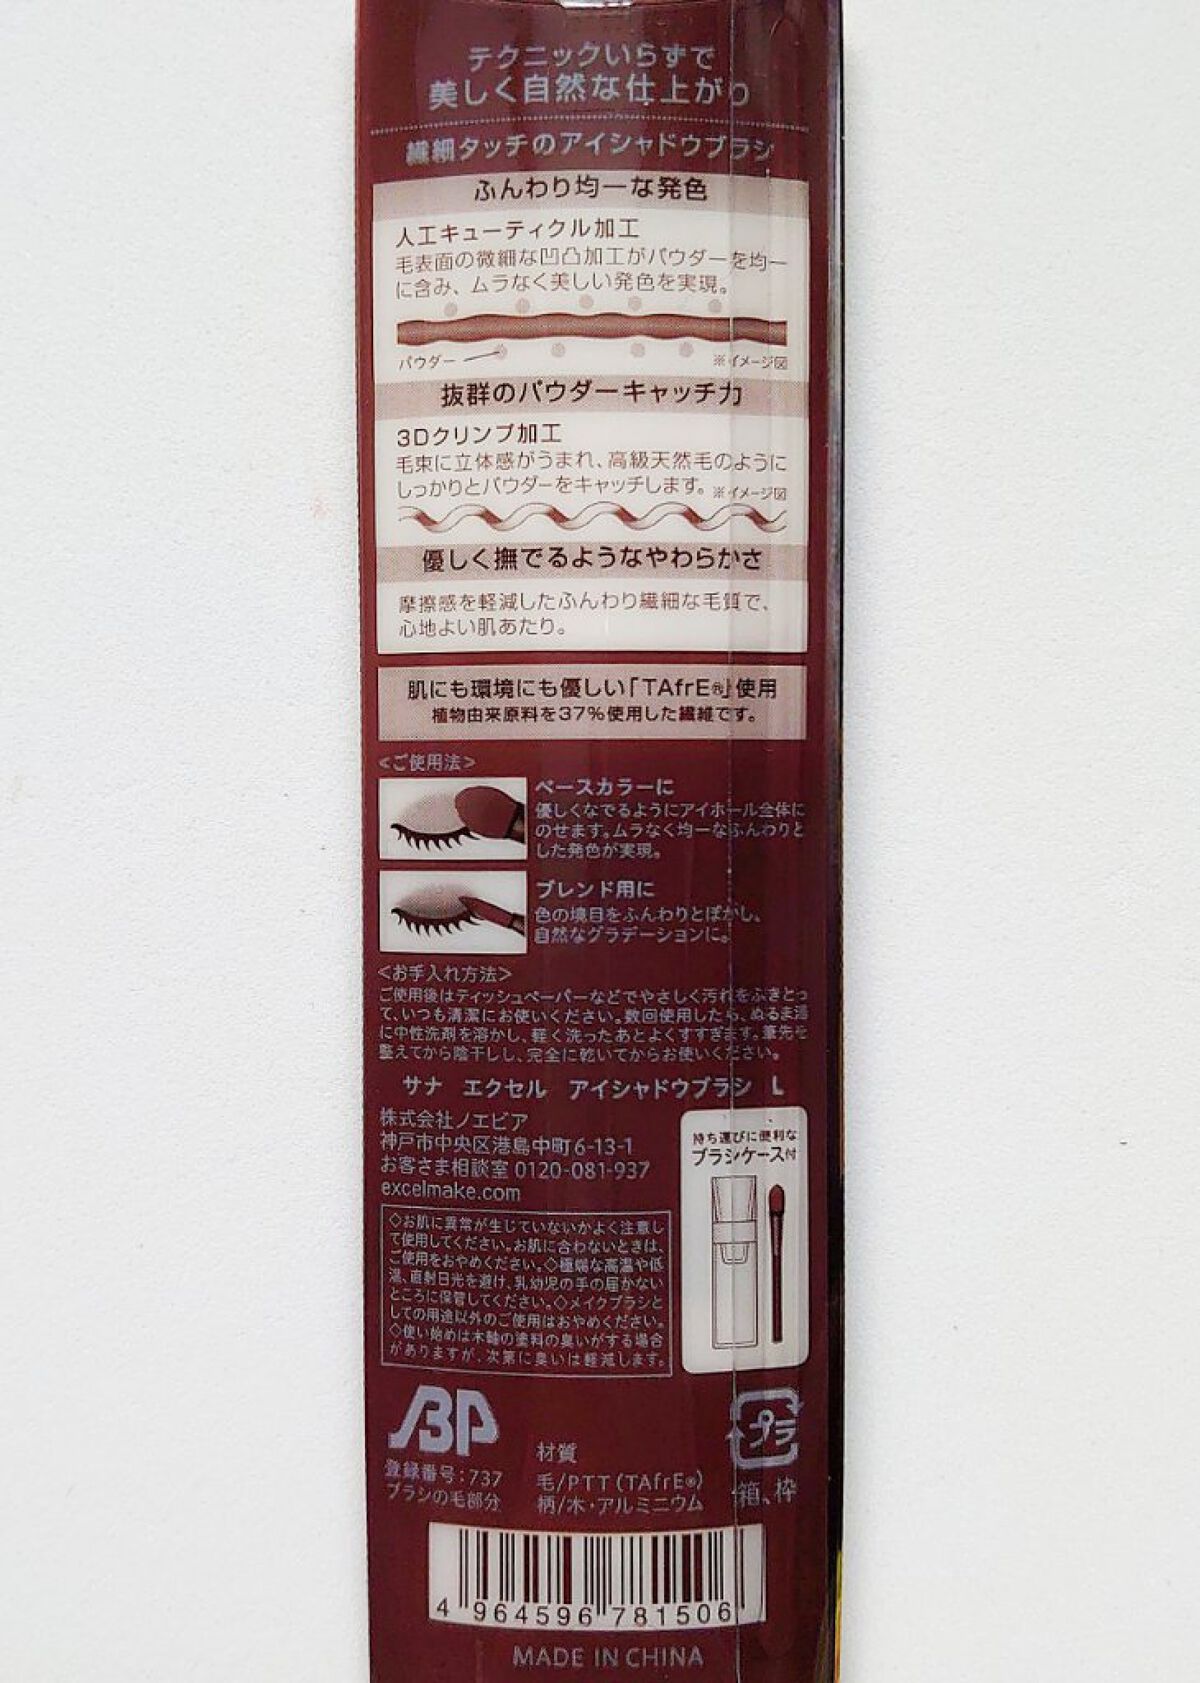 テクニックいらずで
美しく自然な仕上がり
繊細タッチのアイシャドウブラシ
ふんわり均一な発色
人工キューティクル加工
毛表面の微細な凹凸加工がパウダーを均一
に含み、ムラなく美しい発色を実現。
パウダー
※イメージ図
抜群のパウダーキャッチ力
3Dクリンプ加工
毛束に立体感がうまれ、高級天然毛のように
しっかりとパウダーをキャッチします。 ※イメージ図
優しく撫でるようなやわらかさ
摩擦感を軽減したふんわり繊細な毛質で、
心地よい肌あたり。
肌にも環境にも優しい「TAfrE®」使用
植物由来原料を37%使用した繊維です。
<ご使用法>
ベースカラーに
優しくなでるようにアイホール全体に
のせます。ムラなく均一なふんわりと
した発色が実現。
ブレンド用に
色の境目をふんわりとぼかし、
自然なグラデーションに。
<お手入れ方法>
ご使用後はティッシュペーパーなどでやさしく汚れをふきとっ
て、いつも清潔にお使いください。数回使用したら、ぬるま湯
に中性洗剤を溶かし、軽く洗ったあとよくすすぎます。筆先を
整えてから陰干しし、完全に乾いてからお使いください。
サナ エクセル アイシャドウブラシ L
株式会社ノエビア
神戸市中央区港島中町6-13-1
お客さま相談室 0120-081-937
excelmake.com
持ち運びに便利な
ブラシケース付
◇お肌に異常が生じていないかよく注意し
て使用してください。お肌に合わないときは、
ご使用をおやめください。◇極端な高温や低
温、直射日光を避け、乳幼児の手の届かない
ところに保管してください。◇メイクブラシと
しての用途以外のご使用はおやめください。
◇使い始めは木軸の塗料の臭いがする場合
がありますが、次第に臭いは軽減します。
BP
登録番号:737
ブラシの毛部分
材質
毛/PTT(TAfrE®)
柄/木・アルミニウム
プラ
箱、枠
4 964596 781506
MADE IN CHINA